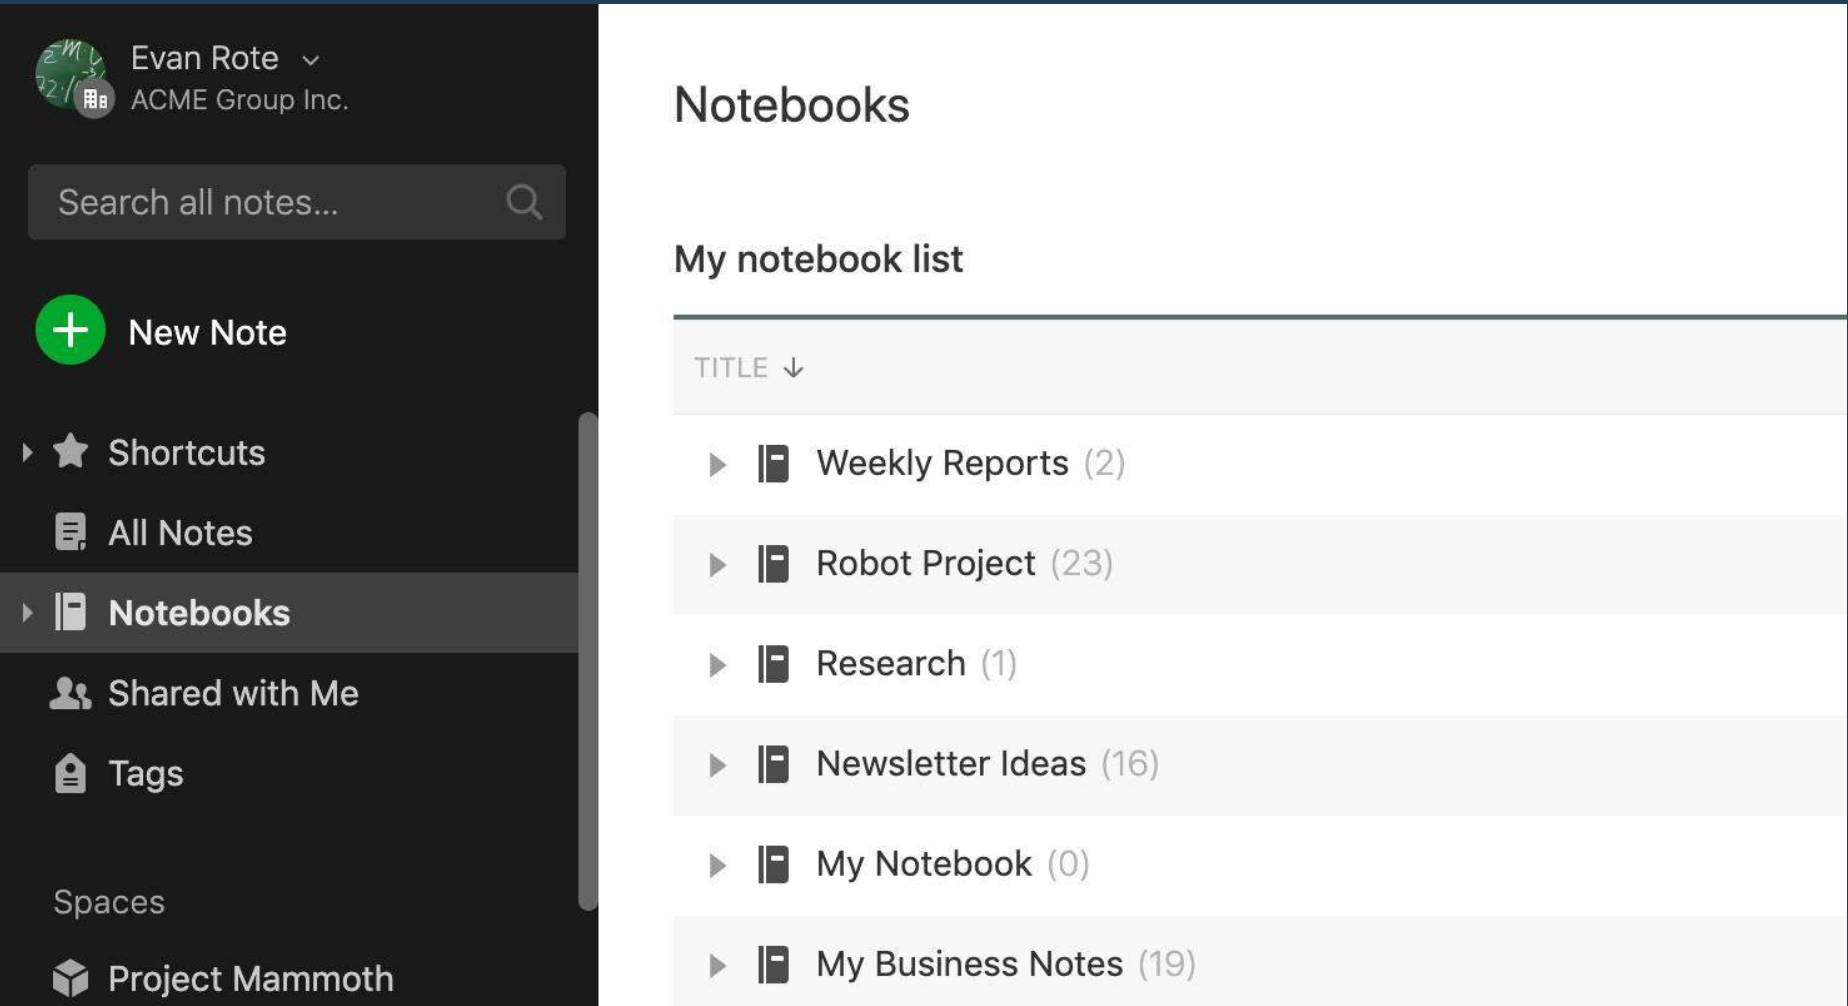 Evan Rote
ACME Group Inc.
Search all notes...
New Note
Shortcuts
All Notes
Notebooks
Shared with Me
Tags
Spaces
Project Mammoth
Notebooks
My notebook list
TITLE ↓
Weekly Reports (2)
Robot Project (23)
Research (1)
Newsletter Ideas (16)
My Notebook (0)
My Business Notes (19)